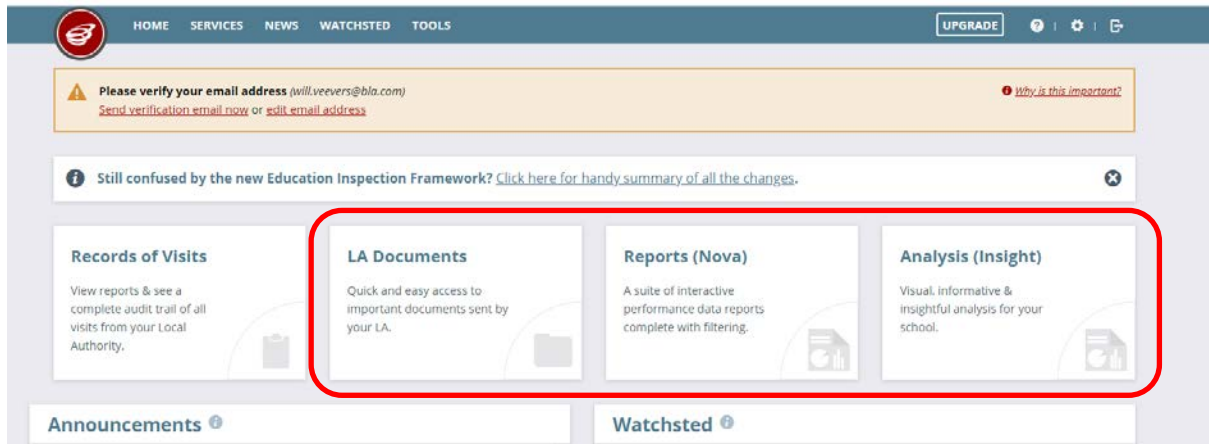 HOME SERVICES NEWS WATCHSTED TOOLS UPGRADE
Please verify your email address (will.veevers@bla.com) Why is this important?
Send verification email now or edit email address
Still confused by the new Education Inspection Framework? Click here for handy summary of all the changes.
Records of Visits
View reports & see a
complete audit trail of all
visits from your Local
Authority.
LA Documents
Quick and easy access to
important documents sent by
your LA.
Reports (Nova)
A suite of interactive
performance data reports
complete with filtering.
Analysis (Insight)
Visual, informative &
insightful analysis for your
school.
Announcements
Watchsted